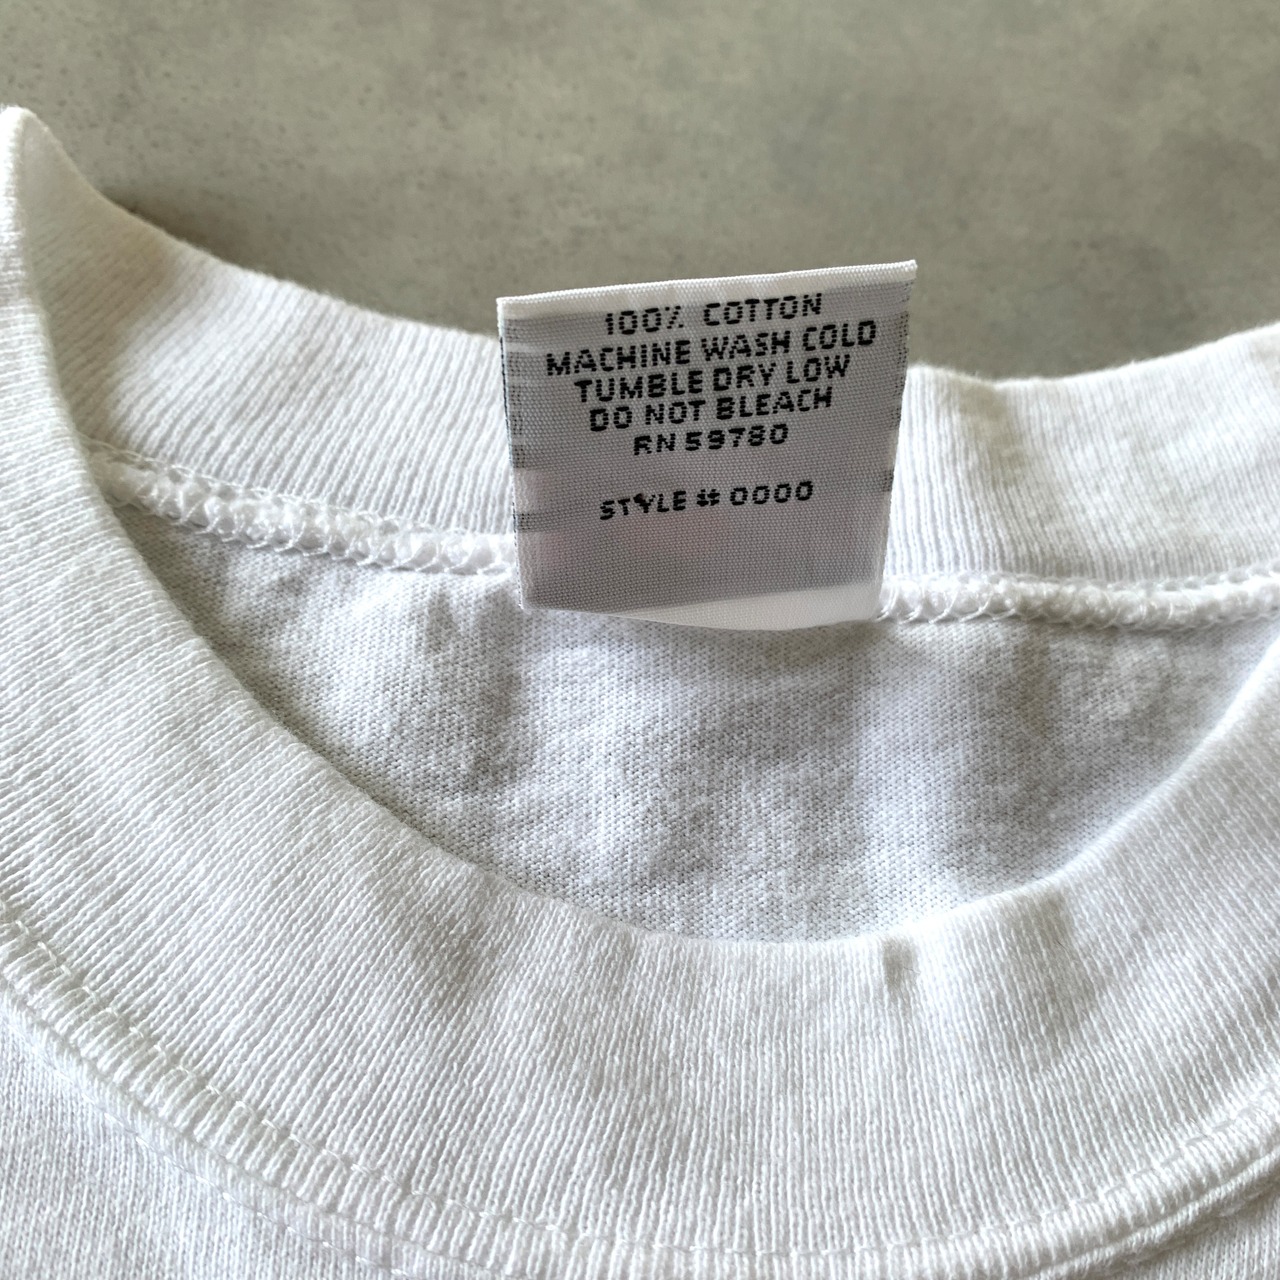 100% COTTON
MACHINE WASH COLD
TUMBLE DRY LOW
DO NOT BLEACH
RN 59780
STYLE # 0000